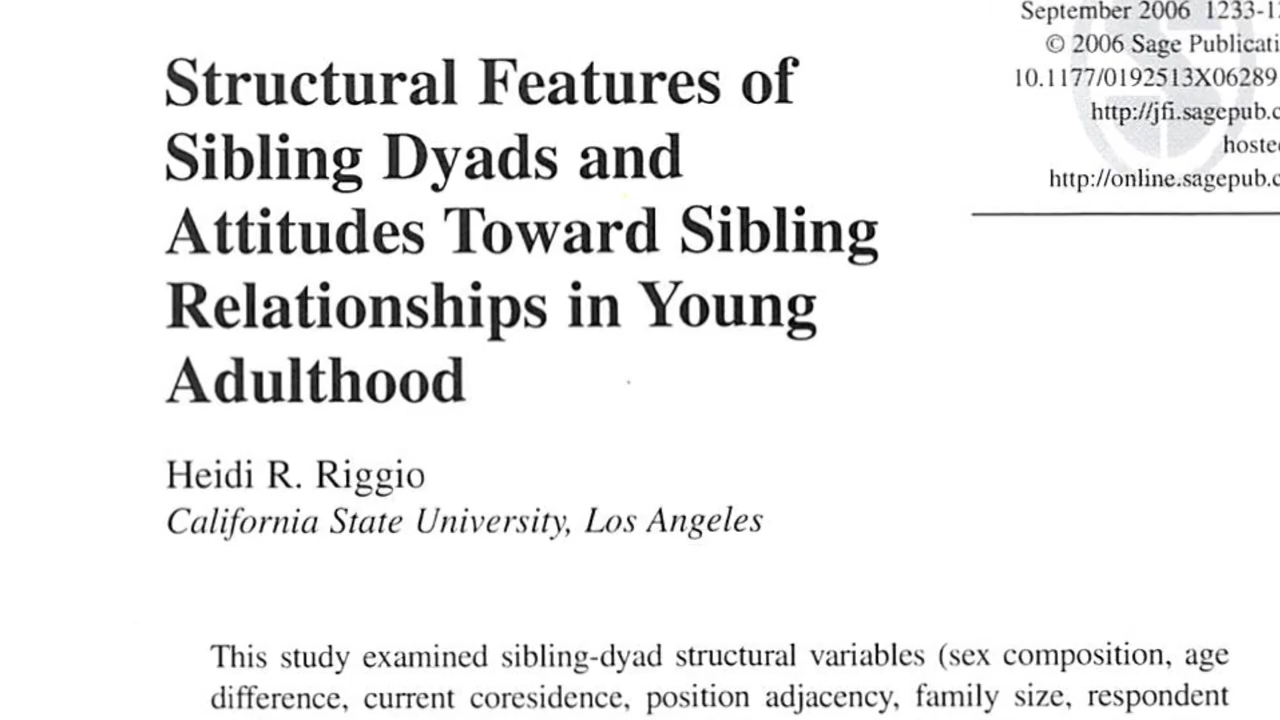 September 2006 1233-1
© 2006 Sage Publicati
10.1177/0192513X06289
http://jfi.sagepub.c
hoste
http://online.sagepub.c
Structural Features of
Sibling Dyads and
Attitudes Toward Sibling
Relationships in Young
Adulthood
Heidi R. Riggio
California State University, Los Angeles
This study examined sibling-dyad structural variables (sex composition, age
difference, current coresidence, position adjacency, family size, respondent